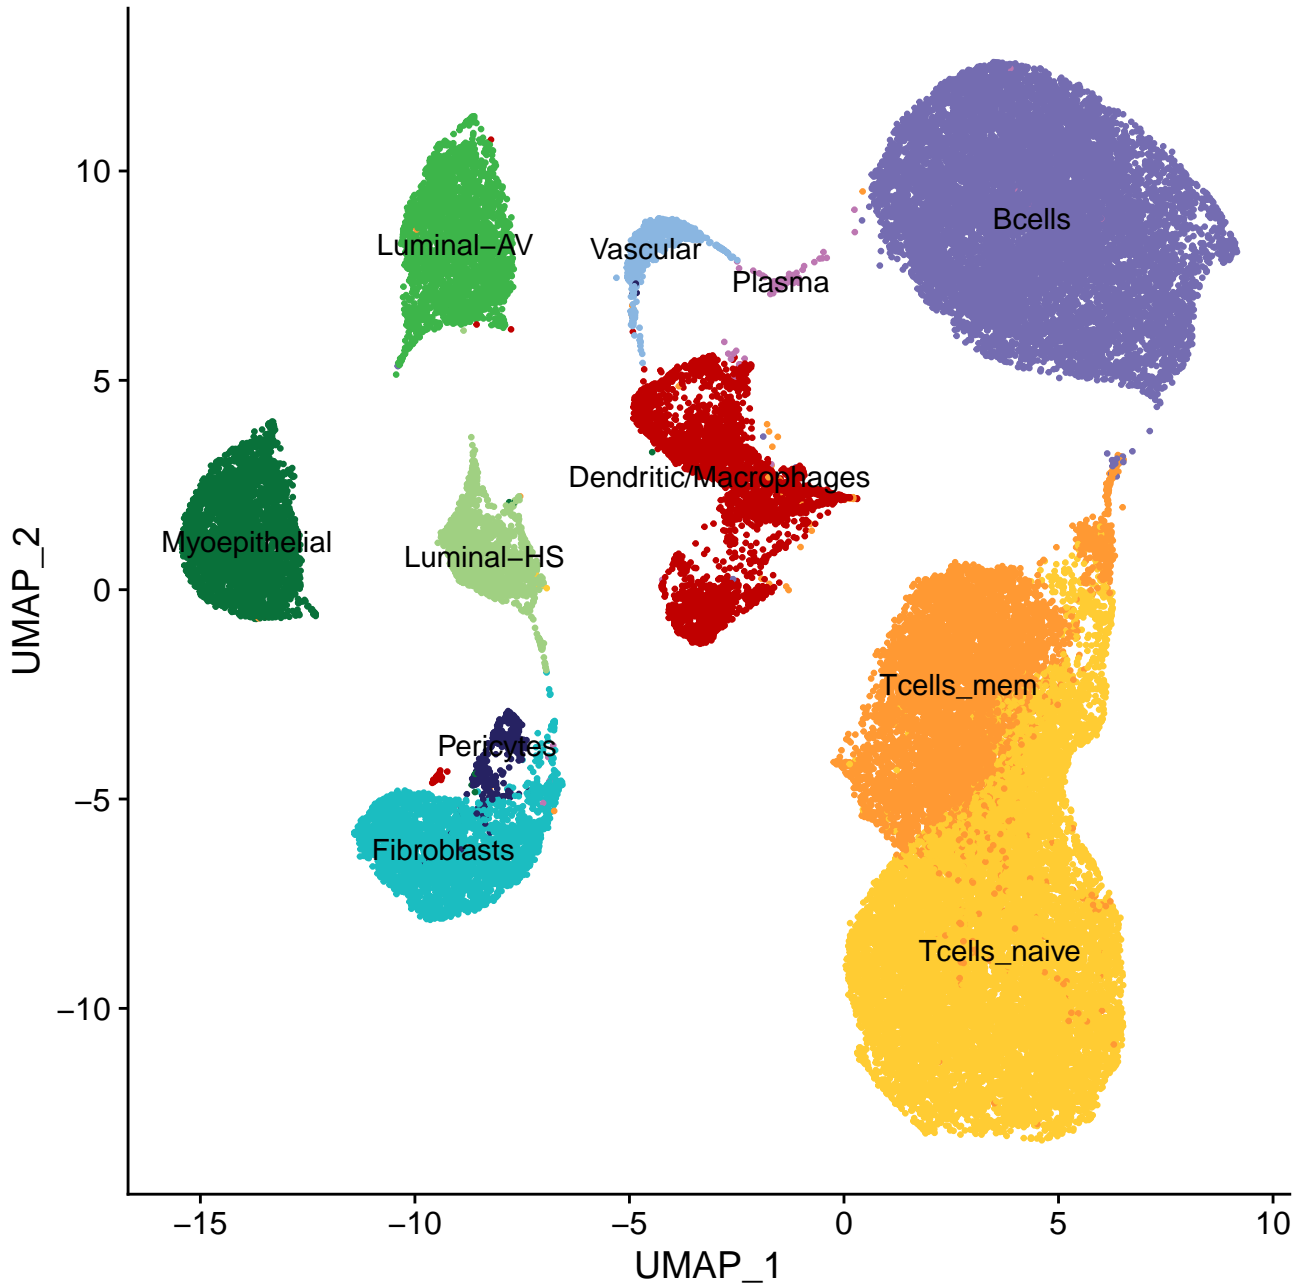 10
5
0
−5
−10
UMAP_2
Luminal−AV
Vascular
Plasma
Bcells
Dendritic/Macrophages
Myoepithelial
Luminal−HS
Tcells_mem
Pericytes
Fibroblasts
Tcells_naive
−15
−10
−5
0
5
10
UMAP_1